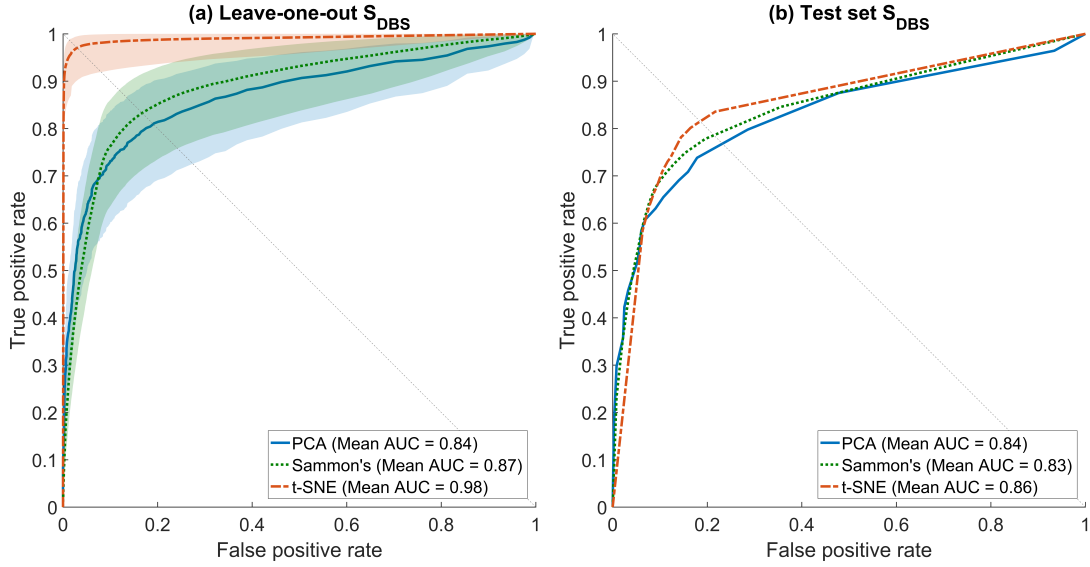 (a) Leave-one-out S_DBS
1
0.9
0.8
0.7
0.6
0.5
0.4
0.3
0.2
0.1
0
True positive rate
PCA (Mean AUC = 0.84)
Sammon's (Mean AUC = 0.87)
t-SNE (Mean AUC = 0.98)
0 0.2 0.4 0.6 0.8 1
False positive rate
(b) Test set S_DBS
1
0.9
0.8
0.7
0.6
0.5
0.4
0.3
0.2
0.1
0
True positive rate
PCA (Mean AUC = 0.84)
Sammon's (Mean AUC = 0.83)
t-SNE (Mean AUC = 0.86)
0 0.2 0.4 0.6 0.8 1
False positive rate